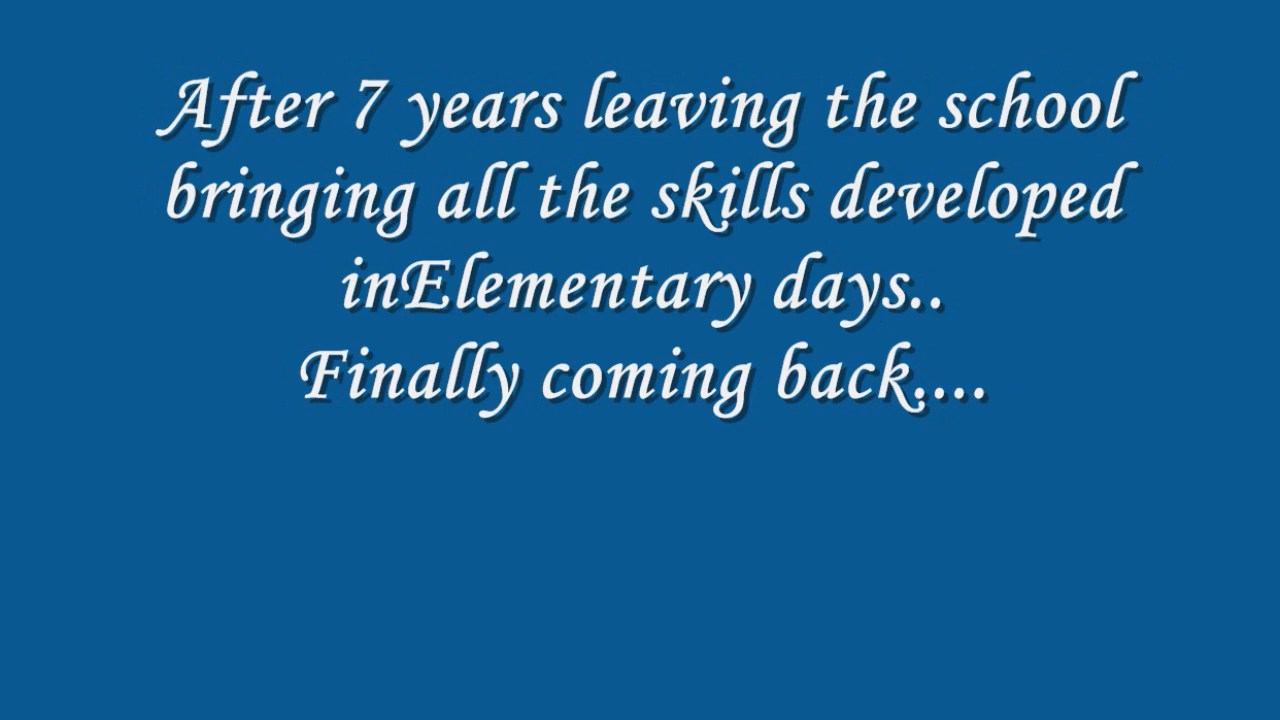 After 7 years leaving the school
bringing all the skills developed
inElementary days..
Finally coming back....